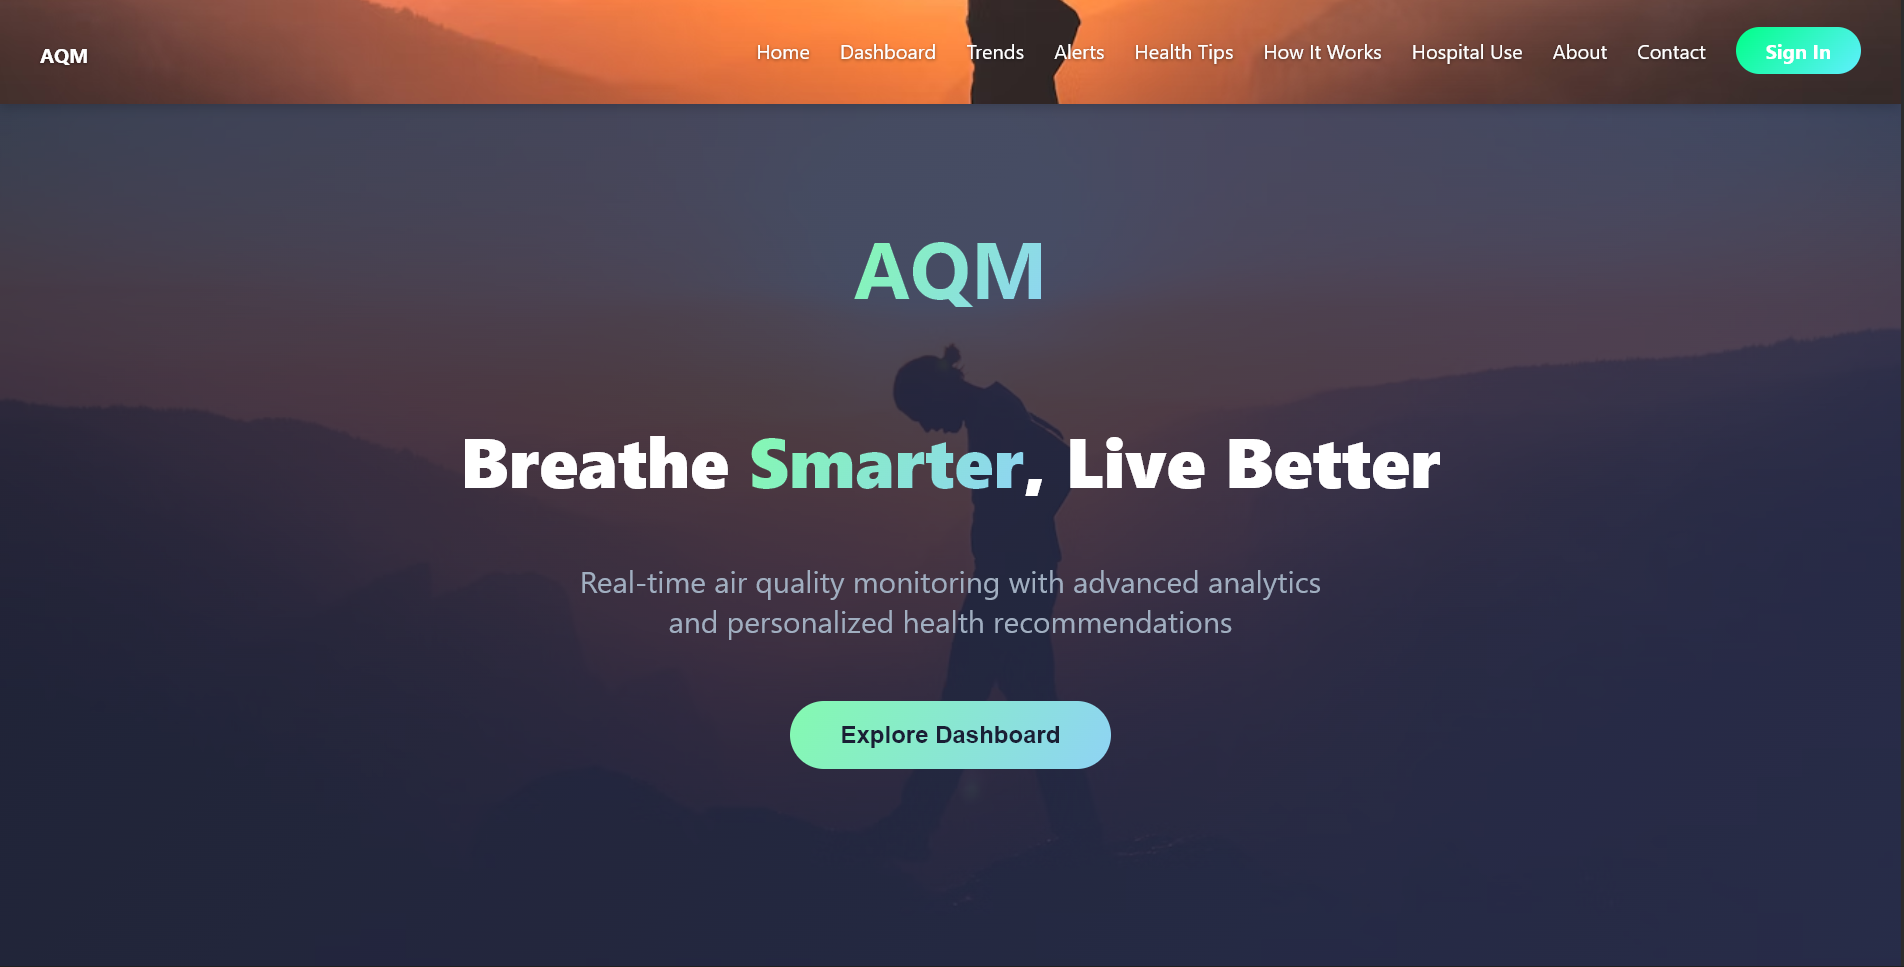 AQM
Home Dashboard Trends Alerts Health Tips How It Works Hospital Use About Contact Sign In
AQM
Breathe Smarter, Live Better
Real-time air quality monitoring with advanced analytics
and personalized health recommendations
Explore Dashboard